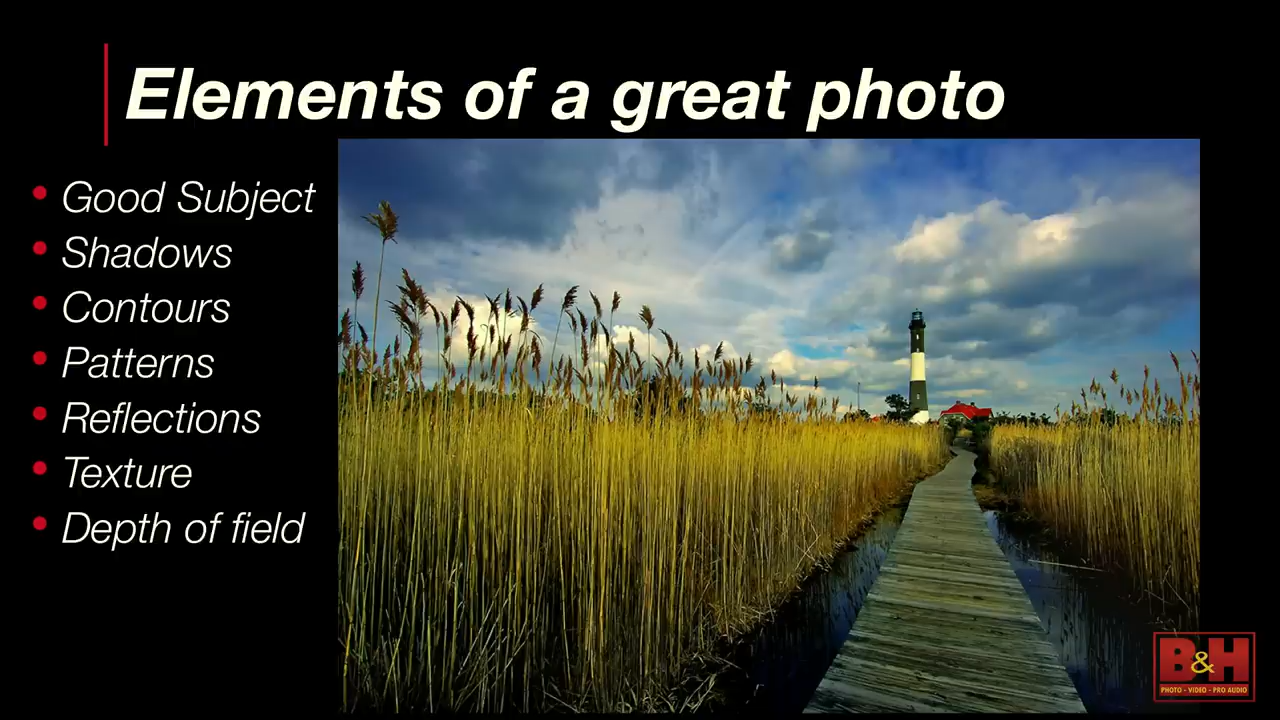 Elements of a great photo
• Good Subject
• Shadows
• Contours
• Patterns
• Reflections
• Texture
• Depth of field
B&H
PHOTO - VIDEO - PRO AUDIO